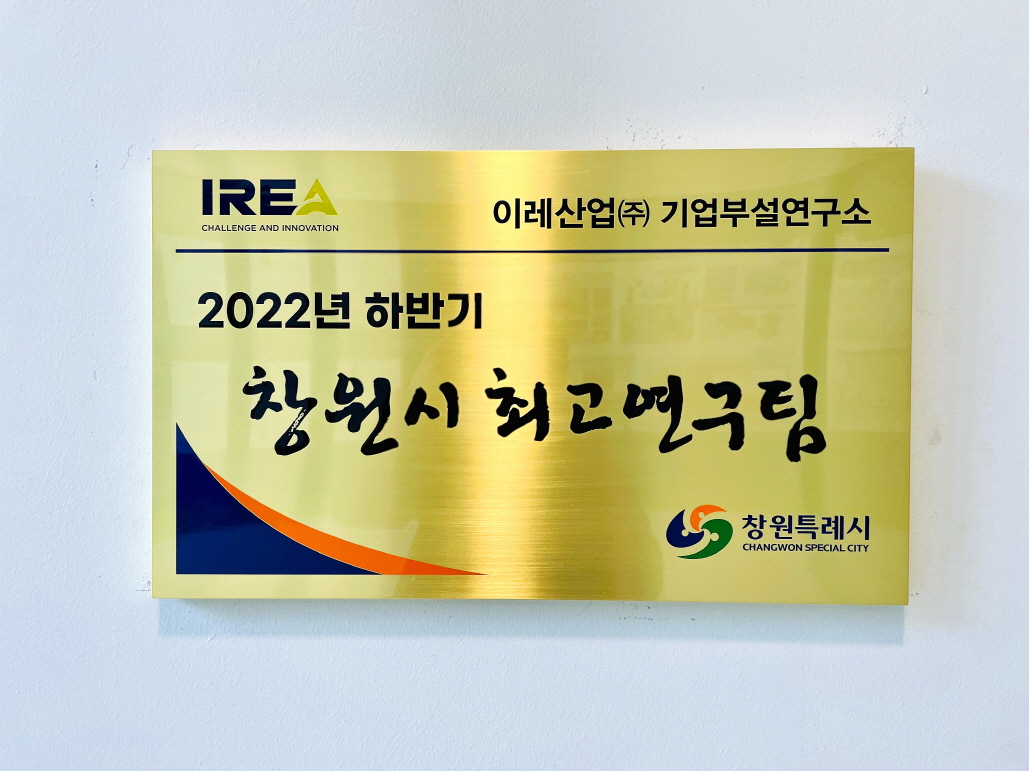 IREA
CHALLENGE AND INNOVATION
이레산업㈜ 기업부설연구소
2022년 하반기
창원시 최고연구팀
창원특례시
CHANGWON SPECIAL CITY